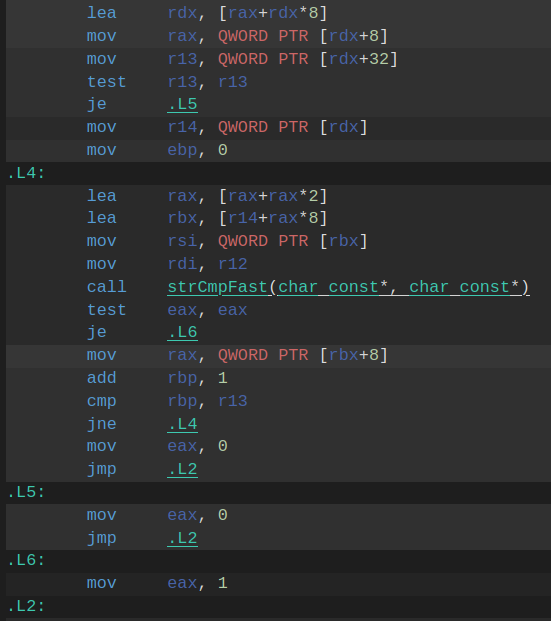 lea rdx, [rax+rdx*8]
mov rax, QWORD PTR [rdx+8]
mov r13, QWORD PTR [rdx+32]
test r13, r13
je .L5
mov r14, QWORD PTR [rdx]
mov ebp, 0
.L4:
lea rax, [rax+rax*2]
lea rbx, [r14+rax*8]
mov rsi, QWORD PTR [rbx]
mov rdi, r12
call strCmpFast(char const*, char const*)
test eax, eax
je .L6
mov rax, QWORD PTR [rbx+8]
add rbp, 1
cmp rbp, r13
jne .L4
mov eax, 0
jmp .L2
.L5:
mov eax, 0
jmp .L2
.L6:
mov eax, 1
.L2: